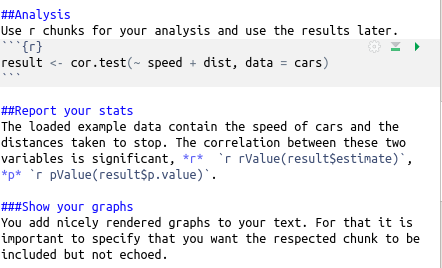 ##Analysis
Use r chunks for your analysis and use the results later.
```{r}
result <- cor.test(~ speed + dist, data = cars)
```
##Report your stats
The loaded example data contain the speed of cars and the
distances taken to stop. The correlation between these two
variables is significant, *r*  `r rValue(result$estimate)`,
*p* `r pValue(result$p.value)`.
###Show your graphs
You add nicely rendered graphs to your text. For that it is
important to specify that you want the respected chunk to be
included but not echoed.